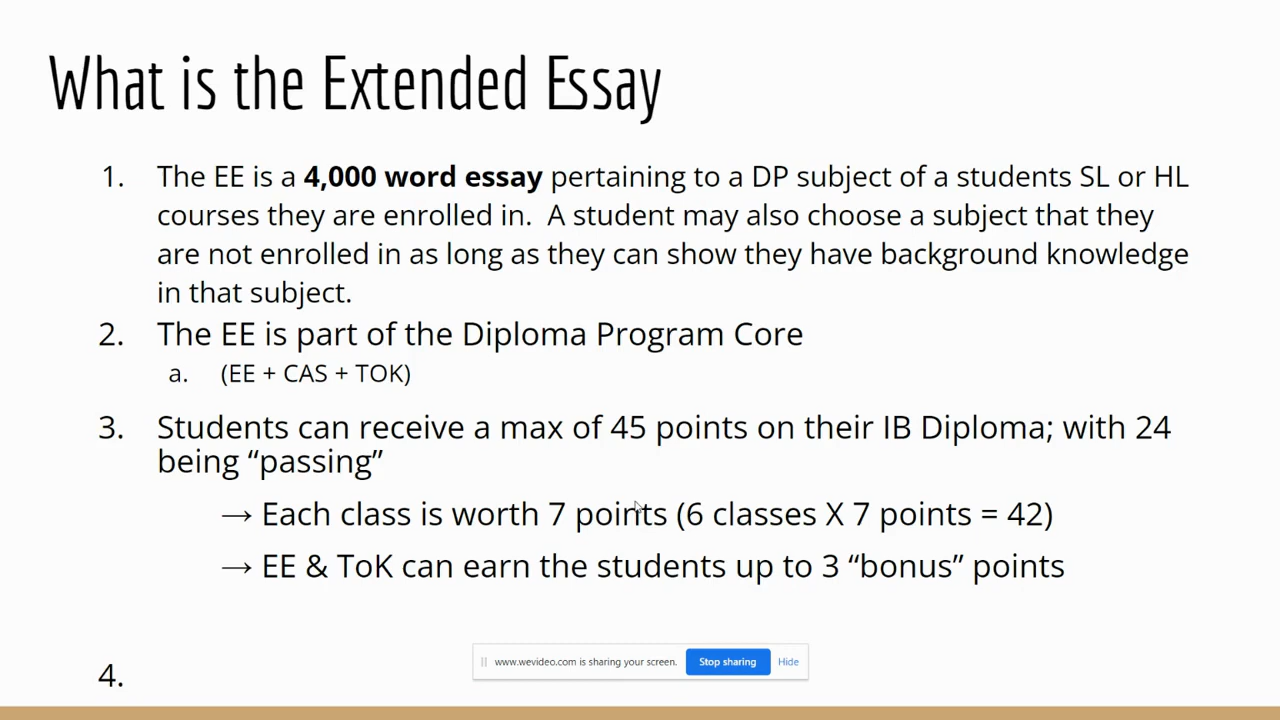 What is the Extended Essay
1. The EE is a 4,000 word essay pertaining to a DP subject of a students SL or HL
courses they are enrolled in. A student may also choose a subject that they
are not enrolled in as long as they can show they have background knowledge
in that subject.
2. The EE is part of the Diploma Program Core
a. (EE + CAS + TOK)
3. Students can receive a max of 45 points on their IB Diploma; with 24
being “passing”
→ Each class is worth 7 points (6 classes X 7 points = 42)
→ EE & ToK can earn the students up to 3 “bonus” points
www.wevideo.com is sharing your screen. Stop sharing Hide
4.